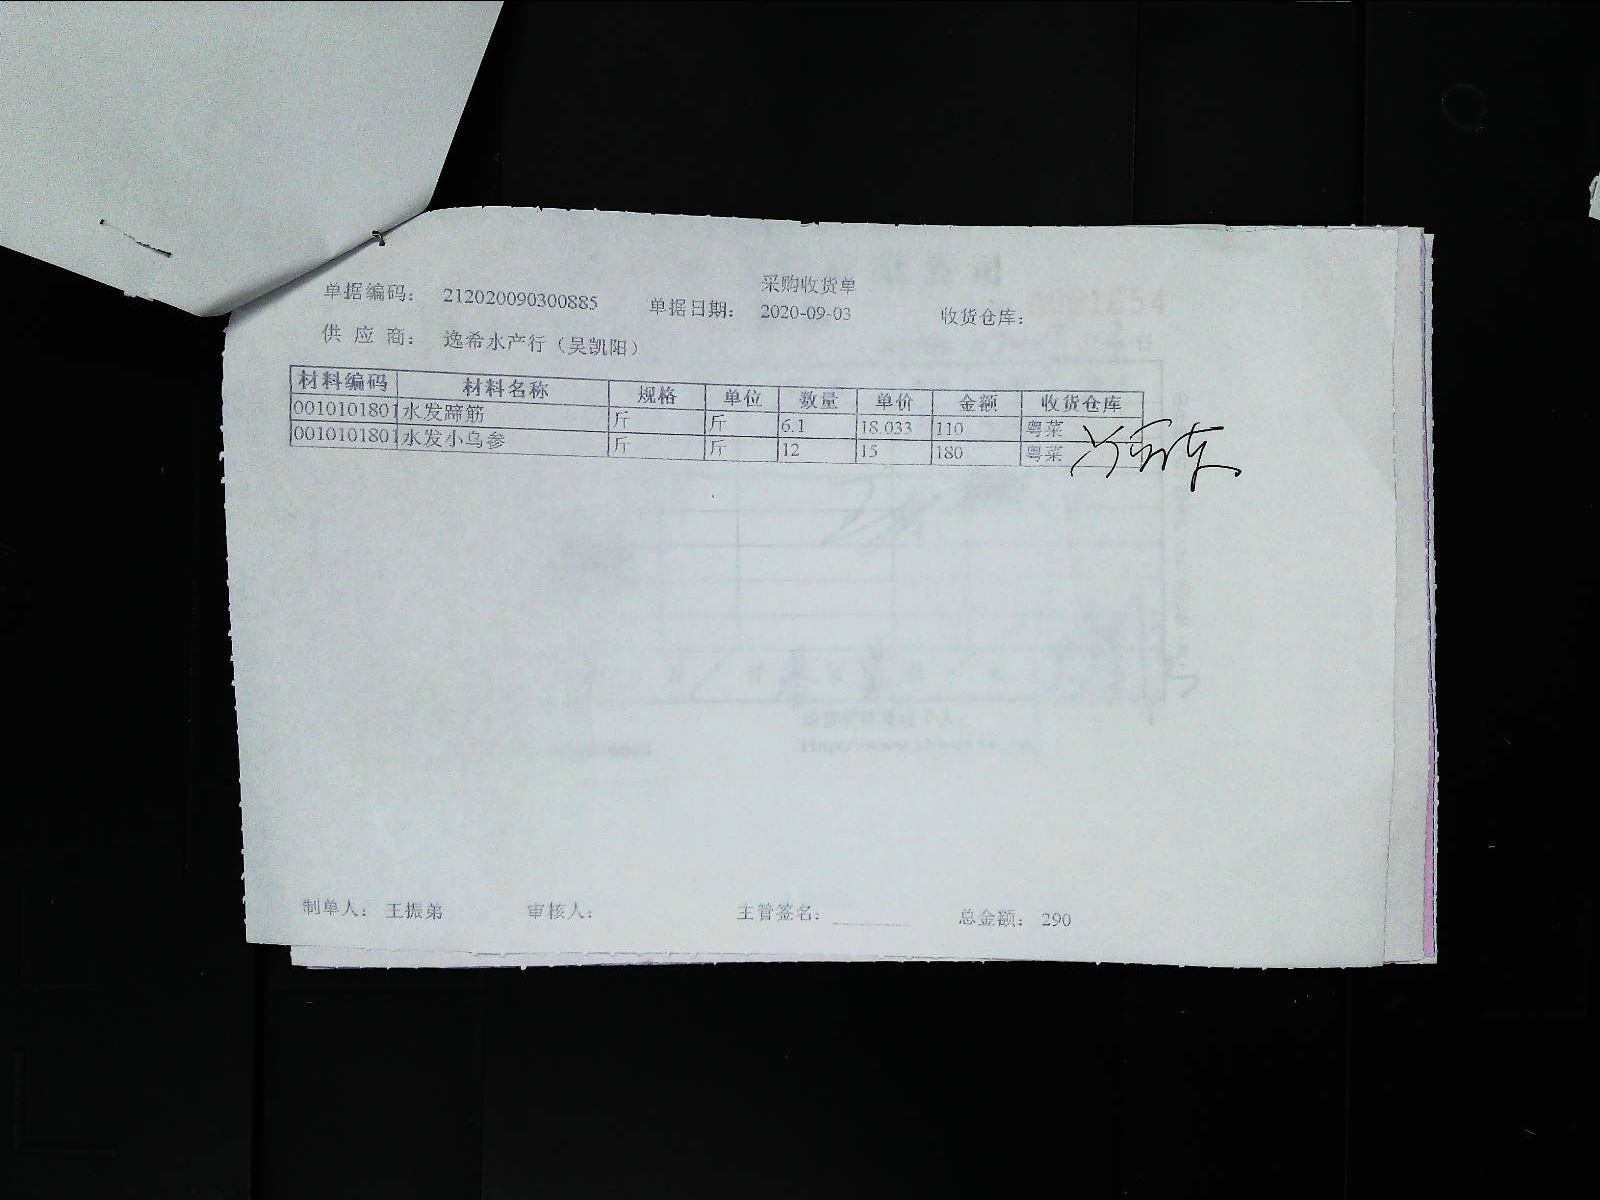 采购收货单
单据编码： 212020090300885 单据日期： 2020-09-03 收货仓库：
供 应 商： 逸希水产行（吴凯阳）
材料编码 材料名称 规格 单位 数量 单价 金额 收货仓库
0010101801 水发蹄筋 斤 斤 6.1 18.033 110 粤菜
0010101801 水发小乌参 斤 斤 12 15 180 粤菜
制单人： 王振弟 审核人： 主管签名： 总金额： 290